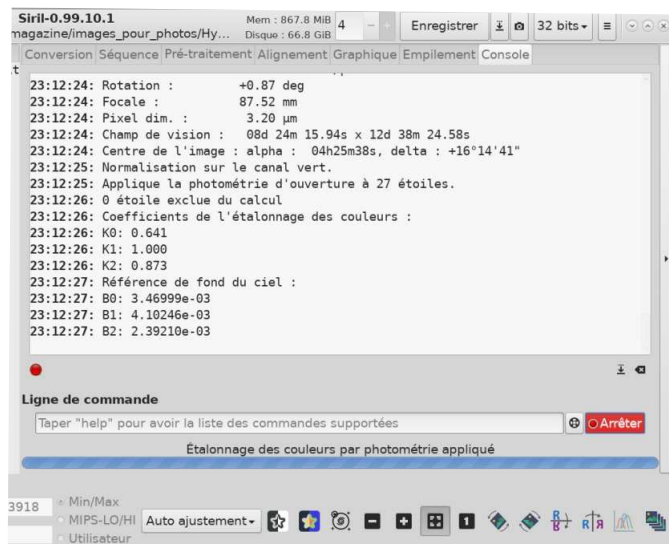 Siril-0.99.10.1
magazine/images_pour_photos/Hy...
Mem : 867.8 MiB
Disque : 66.8 GiB
4 - + Enregistrer 32 bits
Conversion Séquence Pré-traitement Alignement Graphique Empilement Console
23:12:24: Rotation : +0.87 deg
23:12:24: Focale : 87.52 mm
23:12:24: Pixel dim. : 3.20 µm
23:12:24: Champ de vision : 08d 24m 15.94s x 12d 38m 24.58s
23:12:24: Centre de l'image : alpha : 04h25m38s, delta : +16°14'41"
23:12:25: Normalisation sur le canal vert.
23:12:25: Applique la photométrie d'ouverture à 27 étoiles.
23:12:26: 0 étoile exclue du calcul
23:12:26: Coefficients de l'étalonnage des couleurs :
23:12:26: K0: 0.641
23:12:26: K1: 1.000
23:12:26: K2: 0.873
23:12:27: Référence de fond du ciel :
23:12:27: B0: 3.46999e-03
23:12:27: B1: 4.10246e-03
23:12:27: B2: 2.39210e-03
Ligne de commande
Taper "help" pour avoir la liste des commandes supportées
Arrêter
Étalonnage des couleurs par photométrie appliqué
3918
Min/Max
MIPS-LO/HI
Utilisateur
Auto ajustement